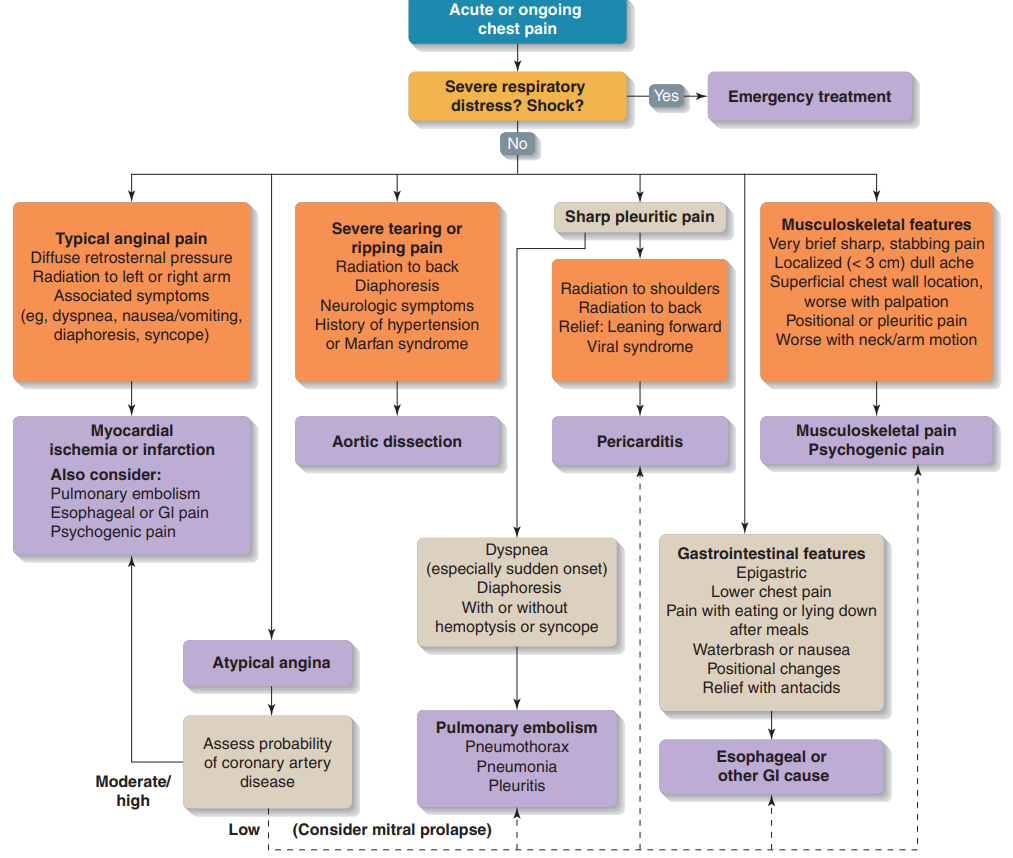 Acute or ongoing
chest pain
Severe respiratory
distress? Shock?
Yes
Emergency treatment
No
Typical anginal pain
Diffuse retrosternal pressure
Radiation to left or right arm
Associated symptoms
(eg, dyspnea, nausea/vomiting,
diaphoresis, syncope)
Severe tearing or
ripping pain
Radiation to back
Diaphoresis
Neurologic symptoms
History of hypertension
or Marfan syndrome
Sharp pleuritic pain
Radiation to shoulders
Radiation to back
Relief: Leaning forward
Viral syndrome
Musculoskeletal features
Very brief sharp, stabbing pain
Localized (< 3 cm) dull ache
Superficial chest wall location,
worse with palpation
Positional or pleuritic pain
Worse with neck/arm motion
Myocardial
ischemia or infarction
Also consider:
Pulmonary embolism
Esophageal or GI pain
Psychogenic pain
Aortic dissection
Pericarditis
Musculoskeletal pain
Psychogenic pain
Dyspnea
(especially sudden onset)
Diaphoresis
With or without
hemoptysis or syncope
Gastrointestinal features
Epigastric
Lower chest pain
Pain with eating or lying down
after meals
Waterbrash or nausea
Positional changes
Relief with antacids
Atypical angina
Assess probability
of coronary artery
disease
Moderate/
high
Pulmonary embolism
Pneumothorax
Pneumonia
Pleuritis
Esophageal or
other GI cause
Low (Consider mitral prolapse)